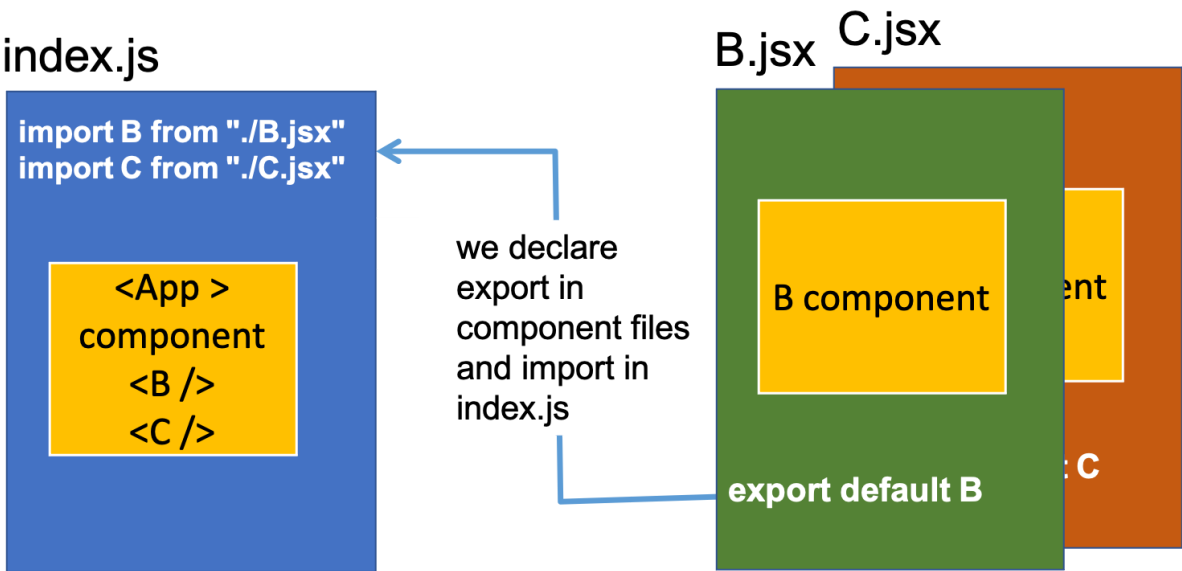 index.js
import B from "./B.jsx"
import C from "./C.jsx"
<App >
component
<B />
<C />
we declare
export in
component files
and import in
index.js
B.jsx
B component
export default B
C.jsx
C